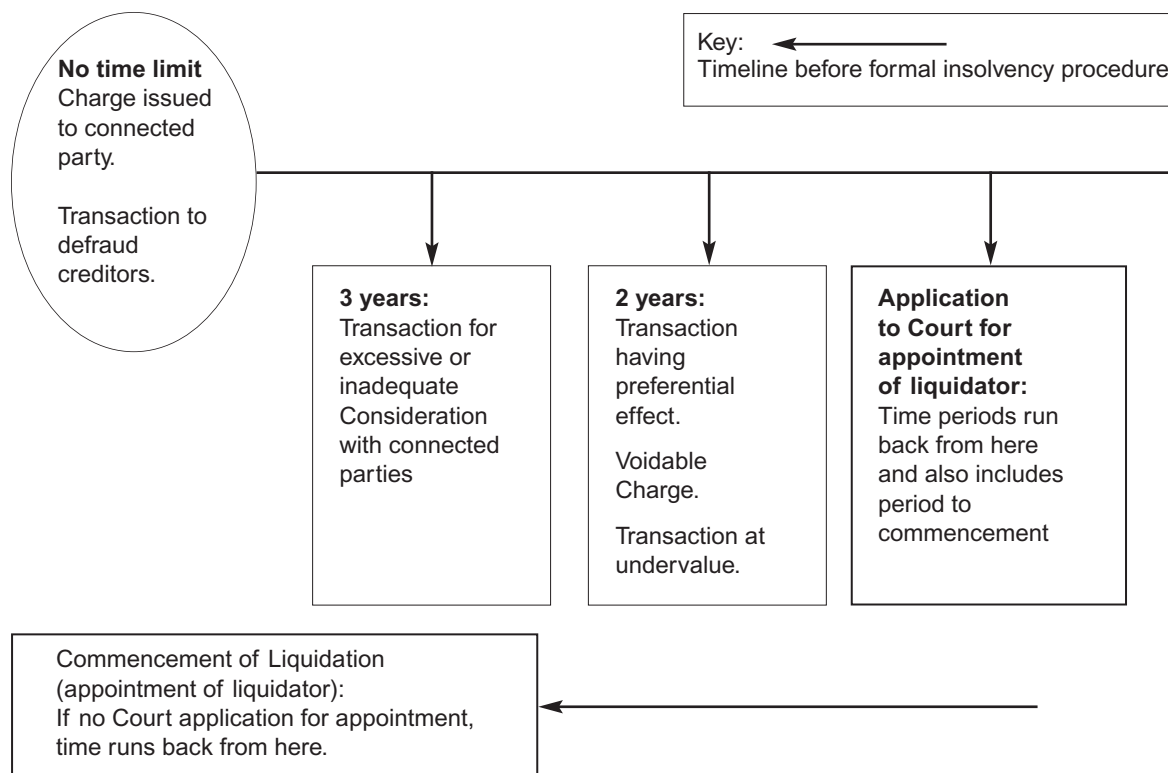 No time limit
Charge issued
to connected
party.
Transaction to
defraud
creditors.
Key:
Timeline before formal insolvency procedure
3 years:
Transaction for
excessive or
inadequate
Consideration
with connected
parties
2 years:
Transaction
having
preferential
effect.
Voidable
Charge.
Transaction at
undervalue.
Application
to Court for
appointment
of liquidator:
Time periods run
back from here
and also includes
period to
commencement
Commencement of Liquidation
(appointment of liquidator):
If no Court application for appointment,
time runs back from here.